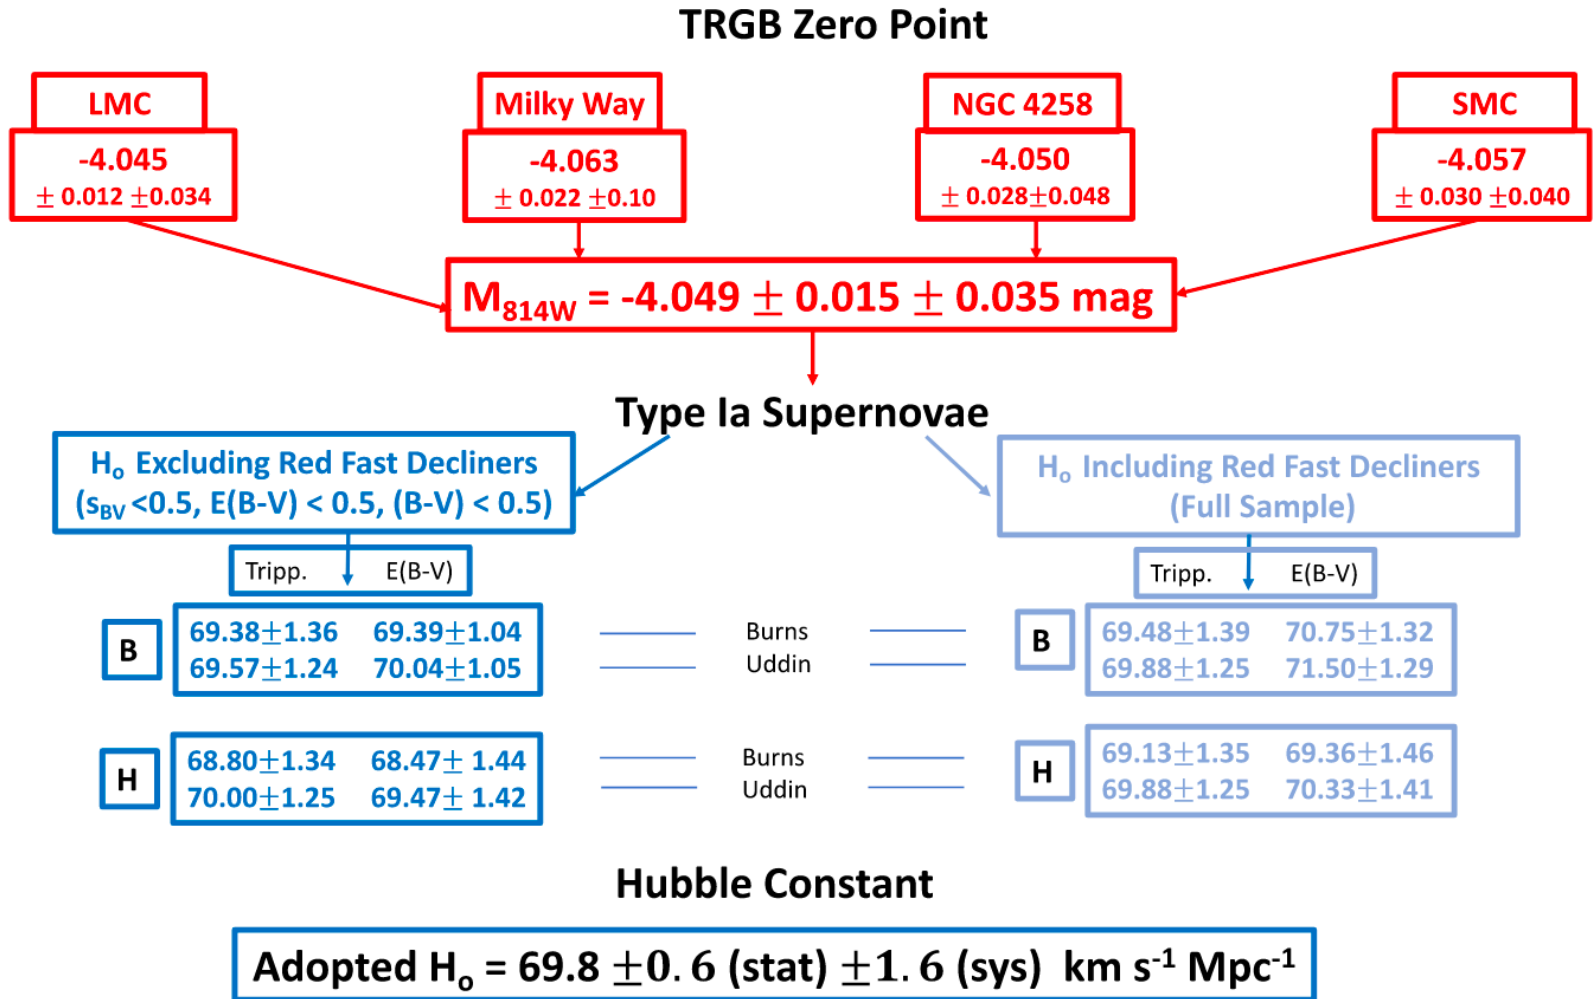 TRGB Zero Point
LMC
-4.045
± 0.012 ±0.034
Milky Way
-4.063
± 0.022 ±0.10
NGC 4258
-4.050
± 0.028±0.048
SMC
-4.057
± 0.030 ±0.040
M814W = -4.049 ± 0.015 ± 0.035 mag
Type Ia Supernovae
Ho Excluding Red Fast Decliners
(sBV <0.5, E(B-V) < 0.5, (B-V) < 0.5)
Ho Including Red Fast Decliners
(Full Sample)
Tripp. E(B-V)
Tripp. E(B-V)
B
69.38±1.36 69.39±1.04
69.57±1.24 70.04±1.05
Burns
Uddin
B
69.48±1.39 70.75±1.32
69.88±1.25 71.50±1.29
H
68.80±1.34 68.47± 1.44
70.00±1.25 69.47± 1.42
Burns
Uddin
H
69.13±1.35 69.36±1.46
69.88±1.25 70.33±1.41
Hubble Constant
Adopted Ho = 69.8 ±0.6 (stat) ±1.6 (sys) km s-1 Mpc-1